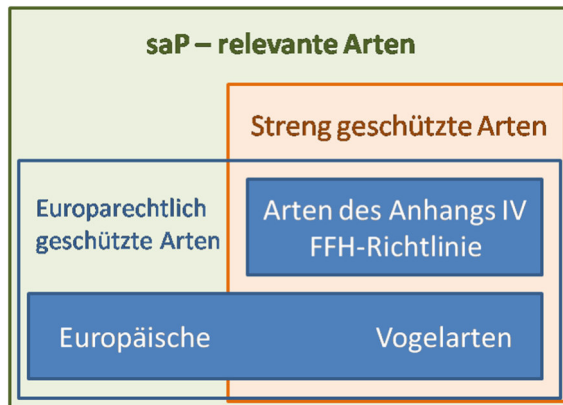 saP – relevante Arten
Streng geschützte Arten
Europarechtlich
geschützte Arten
Arten des Anhangs IV
FFH-Richtlinie
Europäische Vogelarten